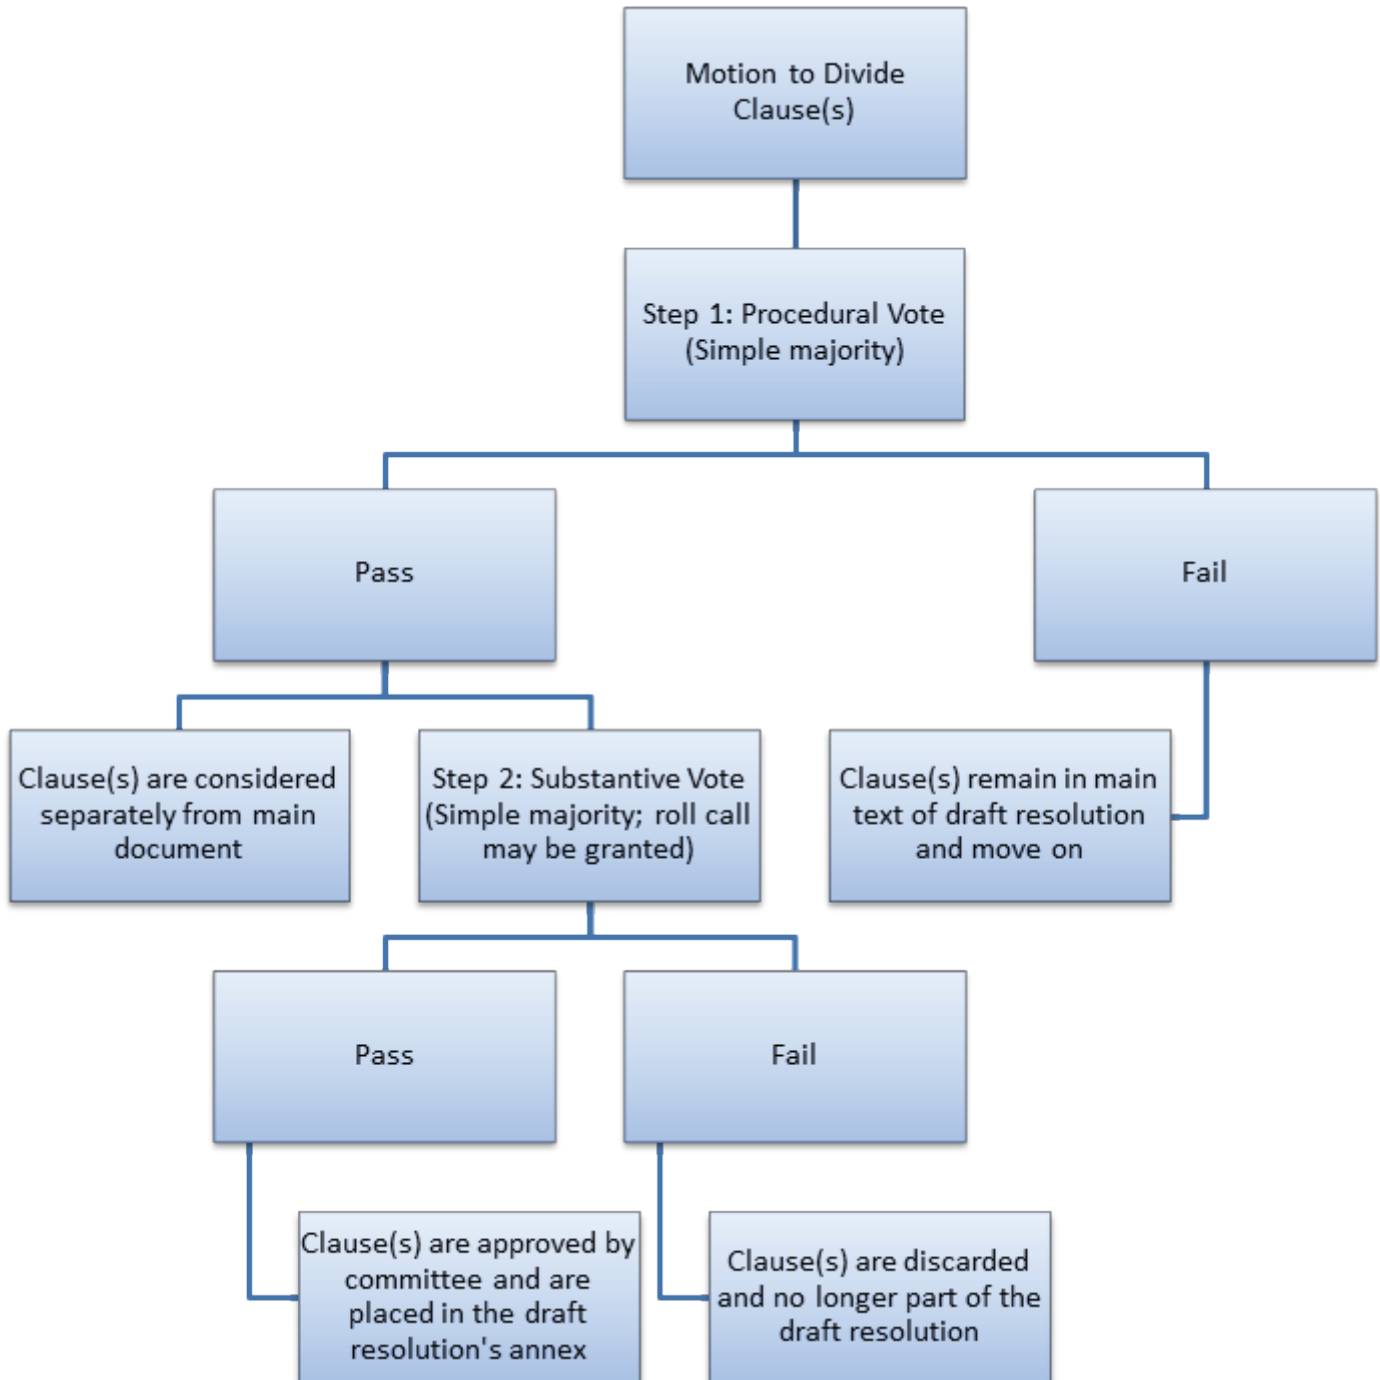 Motion to Divide
Clause(s)
Step 1: Procedural Vote
(Simple majority)
Pass
Fail
Clause(s) are considered
separately from main
document
Step 2: Substantive Vote
(Simple majority; roll call
may be granted)
Clause(s) remain in main
text of draft resolution
and move on
Pass
Fail
Clause(s) are approved by
committee and are
placed in the draft
resolution's annex
Clause(s) are discarded
and no longer part of the
draft resolution